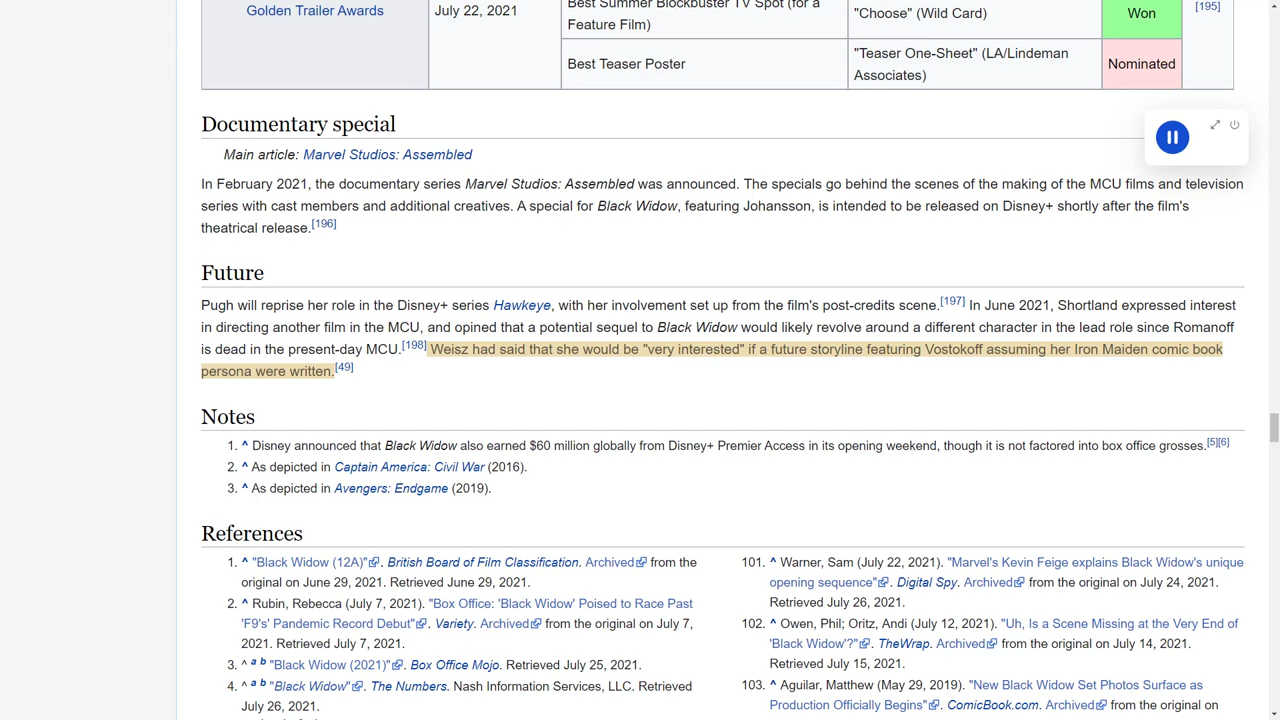 Golden Trailer Awards
July 22, 2021
Best Summer Blockbuster TV Spot (for a
Feature Film)
"Choose" (Wild Card)
Won
[195]
Best Teaser Poster
"Teaser One-Sheet" (LA/Lindeman
Associates)
Nominated
Documentary special
Main article: Marvel Studios: Assembled
In February 2021, the documentary series Marvel Studios: Assembled was announced. The specials go behind the scenes of the making of the MCU films and television
series with cast members and additional creatives. A special for Black Widow, featuring Johansson, is intended to be released on Disney+ shortly after the film's
theatrical release.[196]
Future
Pugh will reprise her role in the Disney+ series Hawkeye, with her involvement set up from the film's post-credits scene.[197] In June 2021, Shortland expressed interest
in directing another film in the MCU, and opined that a potential sequel to Black Widow would likely revolve around a different character in the lead role since Romanoff
is dead in the present-day MCU.[198] Weisz had said that she would be "very interested" if a future storyline featuring Vostokoff assuming her Iron Maiden comic book
persona were written.[49]
Notes
1. ^ Disney announced that Black Widow also earned $60 million globally from Disney+ Premier Access in its opening weekend, though it is not factored into box office grosses.[5][6]
2. ^ As depicted in Captain America: Civil War (2016).
3. ^ As depicted in Avengers: Endgame (2019).
References
1. ^ "Black Widow (12A)". British Board of Film Classification. Archived from the
original on June 29, 2021. Retrieved June 29, 2021.
2. ^ Rubin, Rebecca (July 7, 2021). "Box Office: 'Black Widow' Poised to Race Past
'F9's' Pandemic Record Debut". Variety. Archived from the original on July 7,
2021. Retrieved July 7, 2021.
3. ^ a b "Black Widow (2021)". Box Office Mojo. Retrieved July 25, 2021.
4. ^ a b "Black Widow". The Numbers. Nash Information Services, LLC. Retrieved
July 26, 2021.
101. ^ Warner, Sam (July 22, 2021). "Marvel's Kevin Feige explains Black Widow's unique
opening sequence". Digital Spy. Archived from the original on July 24, 2021.
Retrieved July 26, 2021.
102. ^ Owen, Phil; Oritz, Andi (July 12, 2021). "Uh, Is a Scene Missing at the Very End of
'Black Widow'?". TheWrap. Archived from the original on July 14, 2021.
Retrieved July 15, 2021.
103. ^ Aguilar, Matthew (May 29, 2019). "New Black Widow Set Photos Surface as
Production Officially Begins". ComicBook.com. Archived from the original on